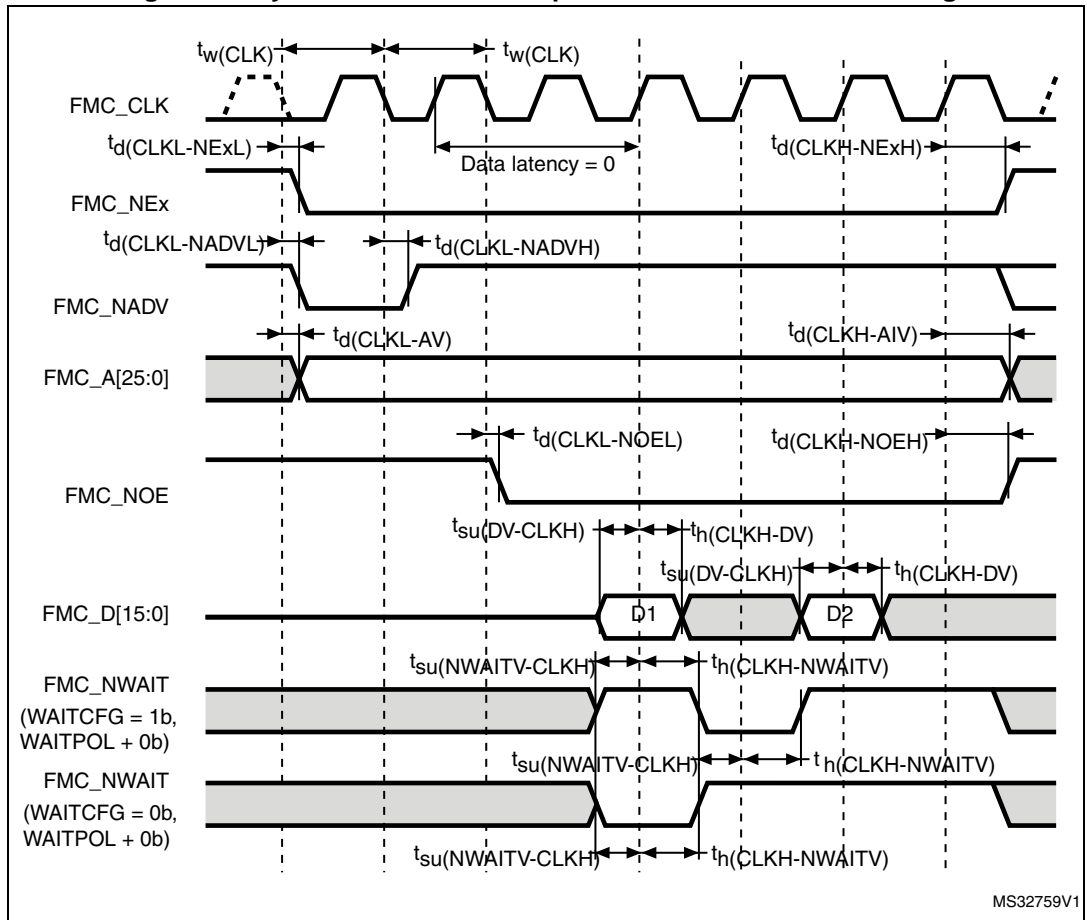 tw(CLK)
tw(CLK)
FMC_CLK
td(CLKL-NExL)
Data latency = 0
td(CLKH-NExH)
FMC_NEx
td(CLKL-NADVL)
td(CLKL-NADVH)
FMC_NADV
td(CLKL-AV)
td(CLKH-AIV)
FMC_A[25:0]
td(CLKL-NOEL)
td(CLKH-NOEH)
FMC_NOE
tsu(DV-CLKH)
th(CLKH-DV)
tsu(DV-CLKH)
th(CLKH-DV)
FMC_D[15:0]
D1
D2
tsu(NWAITV-CLKH)
th(CLKH-NWAITV)
FMC_NWAIT
(WAITCFG = 1b,
WAITPOL + 0b)
tsu(NWAITV-CLKH)
t h(CLKH-NWAITV)
FMC_NWAIT
(WAITCFG = 0b,
WAITPOL + 0b)
tsu(NWAITV-CLKH)
th(CLKH-NWAITV)
MS32759V1